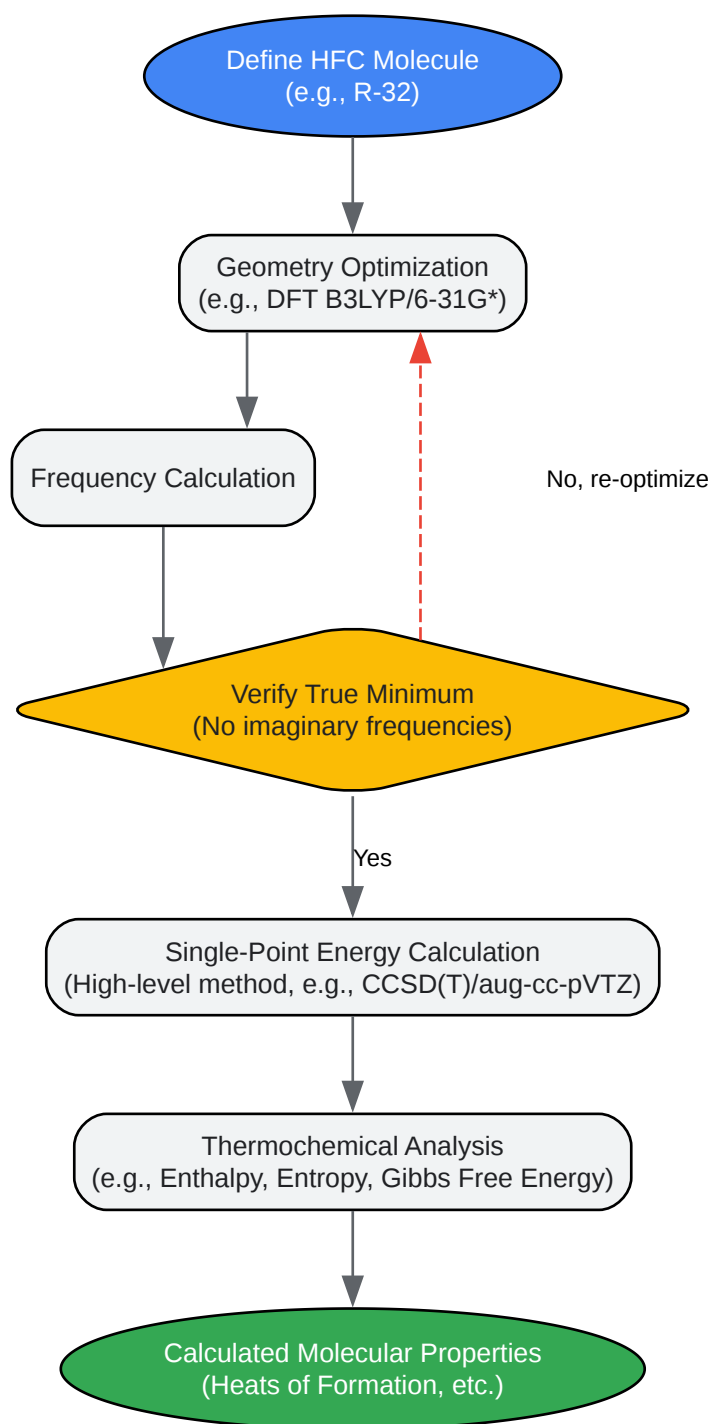 Define HFC Molecule
(e.g., R-32)
Geometry Optimization
(e.g., DFT B3LYP/6-31G*)
Frequency Calculation
No, re-optimize
Verify True Minimum
(No imaginary frequencies)
Yes
Single-Point Energy Calculation
(High-level method, e.g., CCSD(T)/aug-cc-pVTZ)
Thermochemical Analysis
(e.g., Enthalpy, Entropy, Gibbs Free Energy)
Calculated Molecular Properties
(Heats of Formation, etc.)